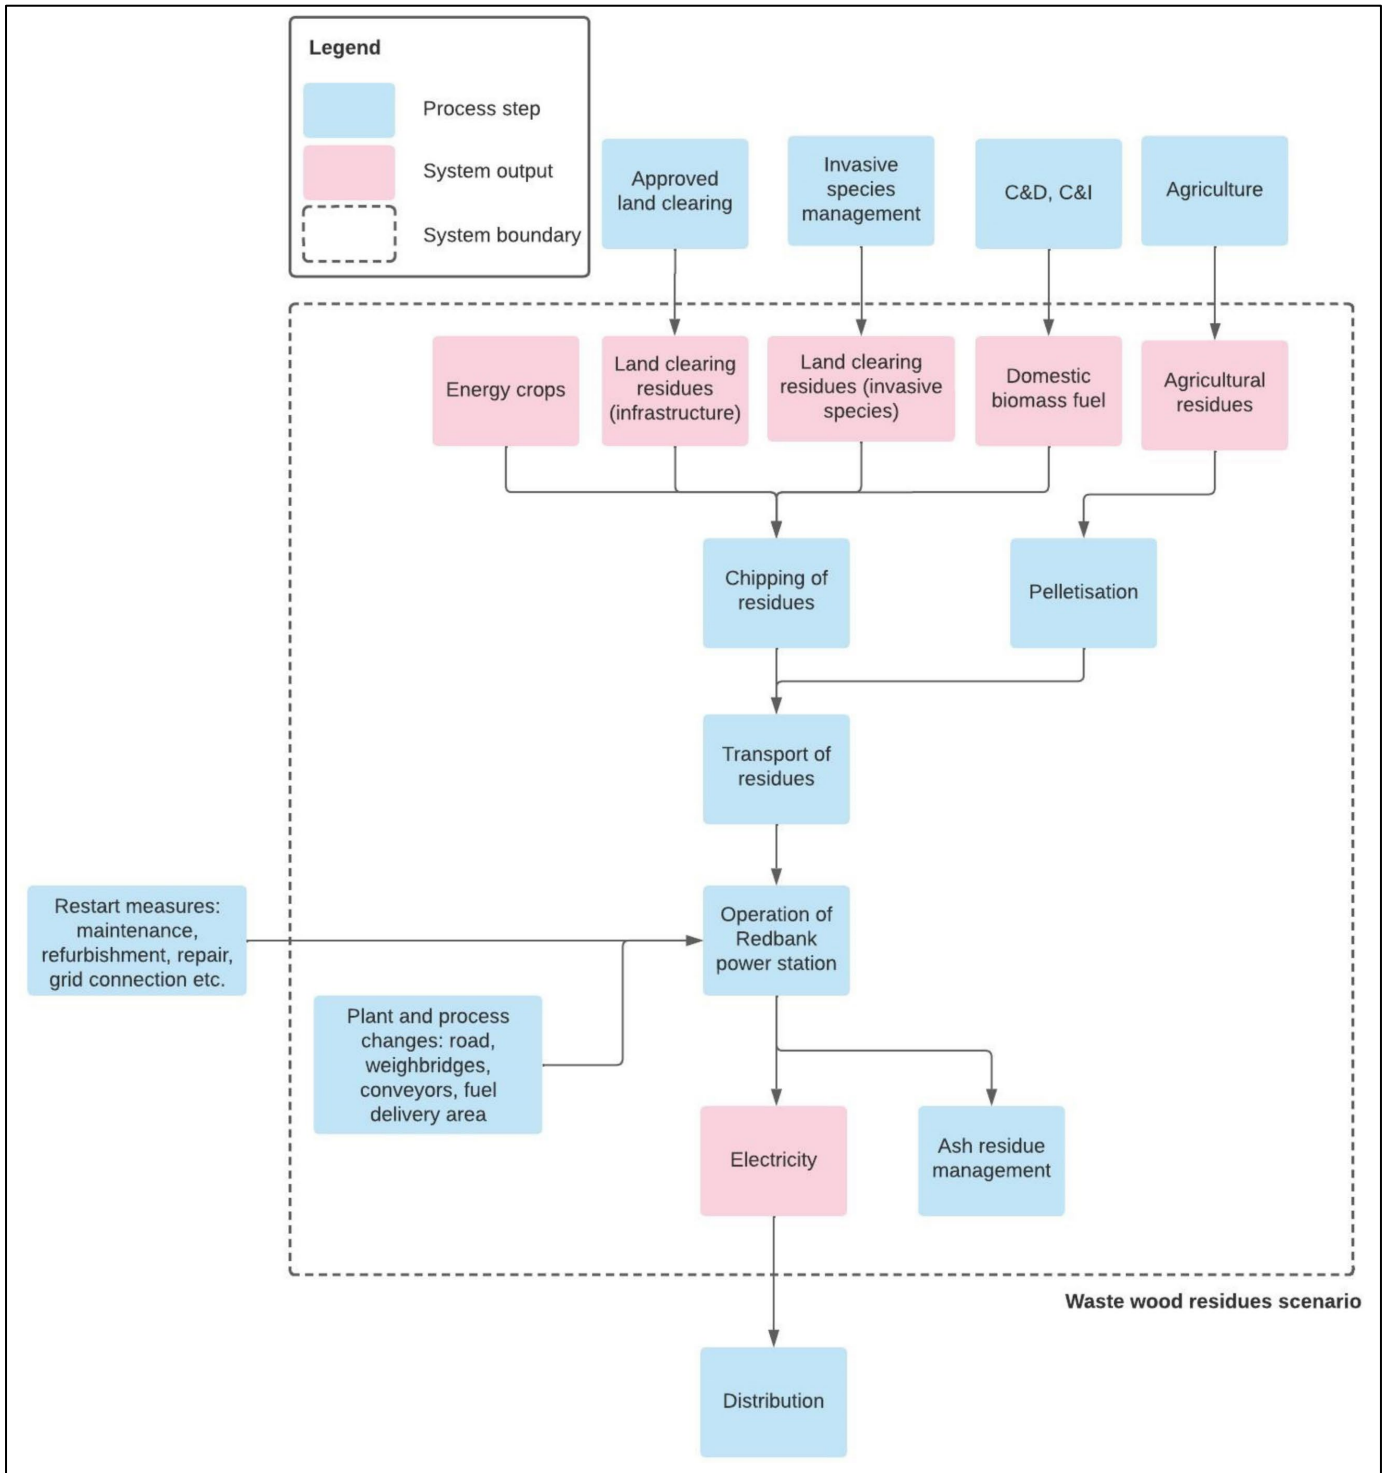 Legend
Process step
System output
System boundary
Approved
land clearing
Invasive
species
management
C&D, C&I
Agriculture
Energy crops
Land clearing
residues
(infrastructure)
Land clearing
residues (invasive
species)
Domestic
biomass fuel
Agricultural
residues
Chipping of
residues
Pelletisation
Transport of
residues
Restart measures:
maintenance,
refurbishment, repair,
grid connection etc.
Operation of
Redbank
power station
Plant and process
changes: road,
weighbridges,
conveyors, fuel
delivery area
Electricity
Ash residue
management
Waste wood residues scenario
Distribution